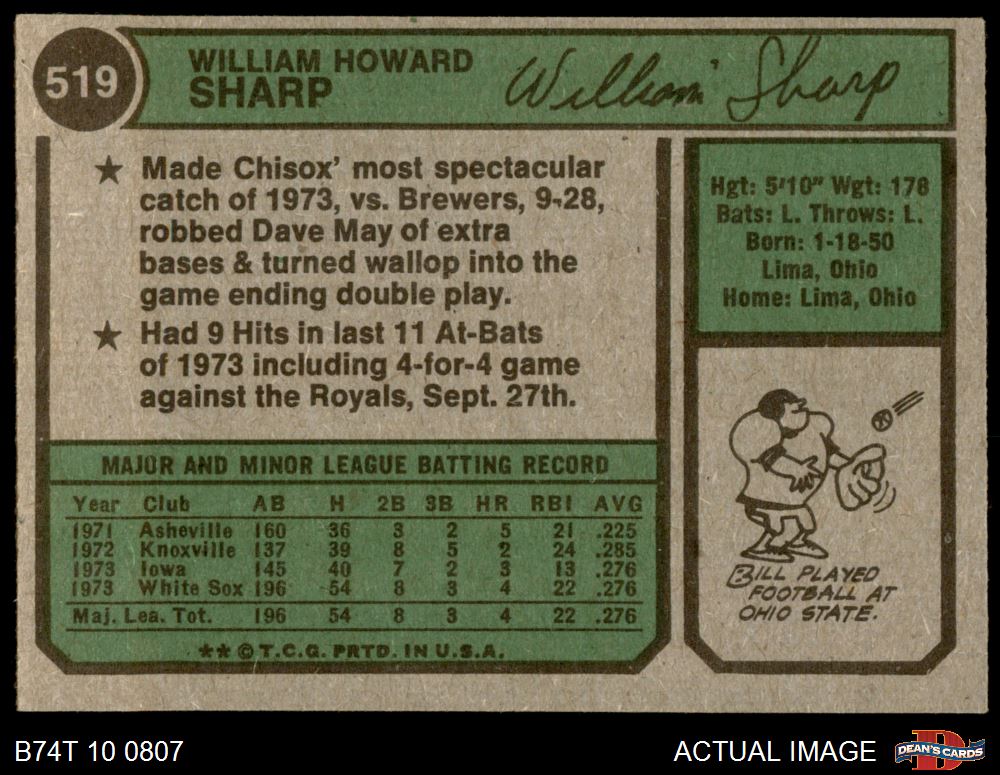 519
WILLIAM HOWARD
SHARP
William Sharp
★ Made Chisox' most spectacular
catch of 1973, vs. Brewers, 9-28,
robbed Dave May of extra
bases & turned wallop into the
game ending double play.
★ Had 9 Hits in last 11 At-Bats
of 1973 including 4-for-4 game
against the Royals, Sept. 27th.
MAJOR AND MINOR LEAGUE BATTING RECORD
Year Club AB H 2B 3B HR RBI AVG
1971 Asheville 160 36 3 2 5 21 .225
1972 Knoxville 137 39 8 5 2 24 .285
1973 Iowa 145 40 7 2 3 13 .276
1973 White Sox 196 54 8 3 4 22 .276
Maj. Lea. Tot. 196 54 8 3 4 22 .276
★★ © T.C.G. PRTD. IN U.S.A.
Hgt: 5'10" Wgt: 178
Bats: L. Throws: L.
Born: 1-18-50
Lima, Ohio
Home: Lima, Ohio
BILL PLAYED
FOOTBALL AT
OHIO STATE.
B74T 10 0807
ACTUAL IMAGE
D
DEAN'S CARDS